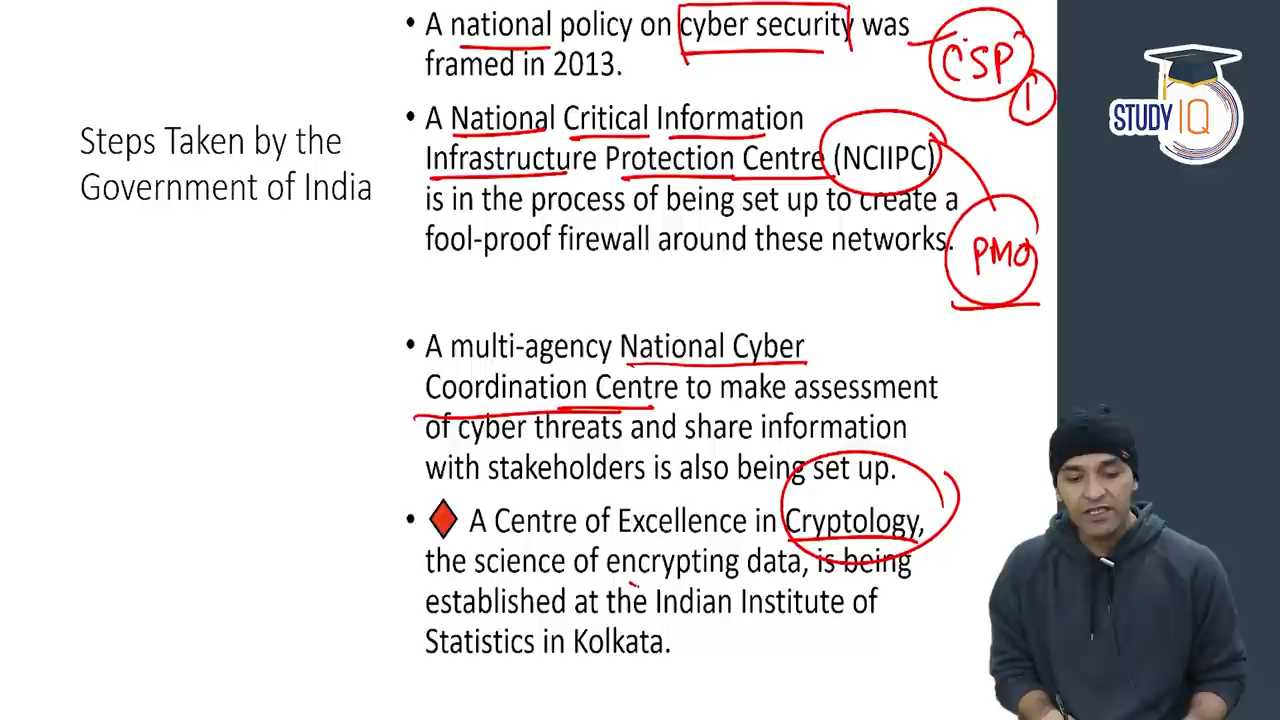 • A national policy on cyber security was
framed in 2013.
CSP
1
STUDY IQ
• A National Critical Information
Infrastructure Protection Centre (NCIIPC)
is in the process of being set up to create a
fool-proof firewall around these networks.
PMO
Steps Taken by the
Government of India
• A multi-agency National Cyber
Coordination Centre to make assessment
of cyber threats and share information
with stakeholders is also being set up.
• ♦ A Centre of Excellence in Cryptology,
the science of encrypting data, is being
established at the Indian Institute of
Statistics in Kolkata.